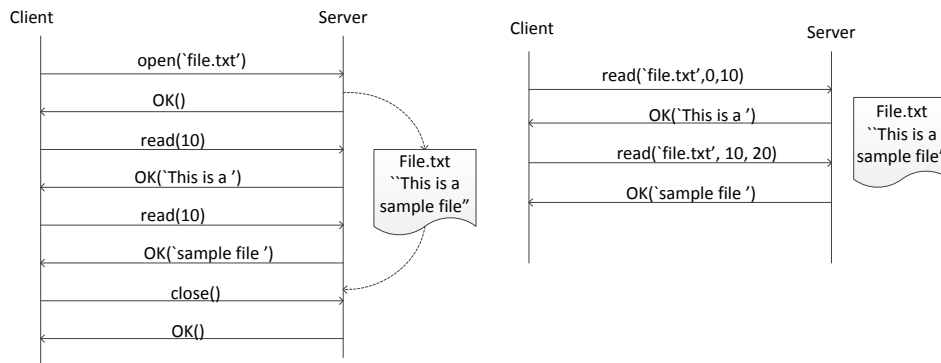 Client
Server
open(`file.txt’)
OK()
read(10)
OK(`This is a ’)
read(10)
OK(`sample file ’)
close()
OK()
File.txt
``This is a
sample file”
Client
Server
read(`file.txt’,0,10)
OK(`This is a ’)
read(`file.txt’, 10, 20)
OK(`sample file ’)
File.txt
``This is a
sample file”